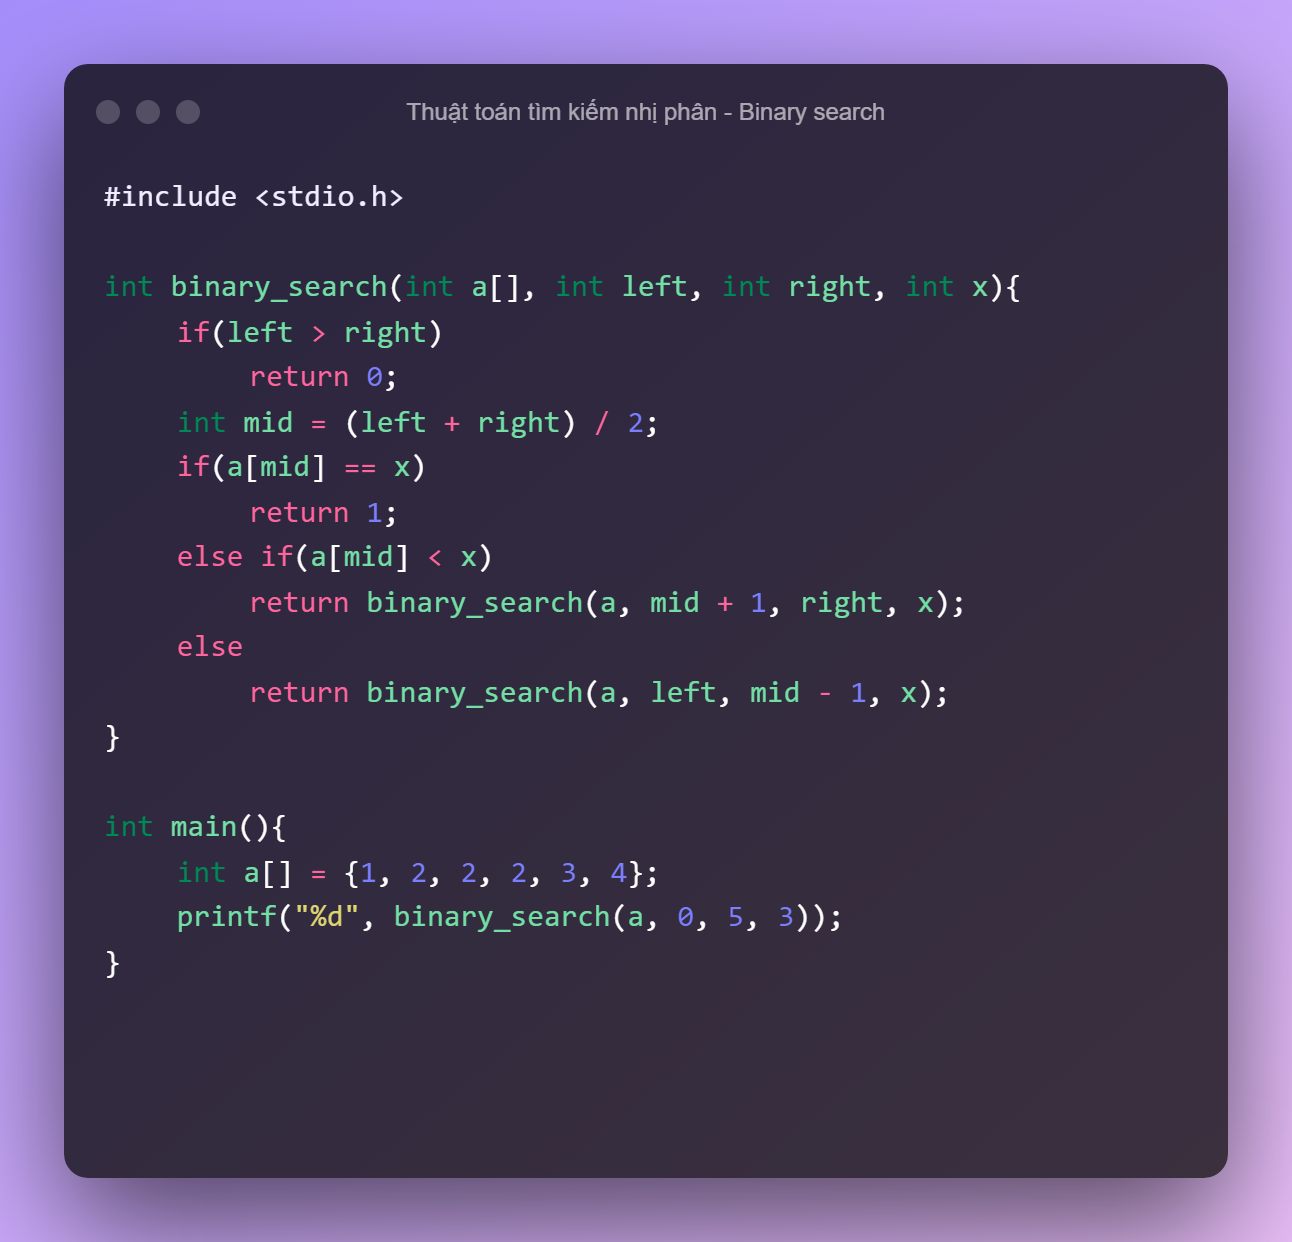 Thuật toán tìm kiếm nhị phân - Binary search
#include <stdio.h>
int binary_search(int a[], int left, int right, int x){
if(left > right)
return 0;
int mid = (left + right) / 2;
if(a[mid] == x)
return 1;
else if(a[mid] < x)
return binary_search(a, mid + 1, right, x);
else
return binary_search(a, left, mid - 1, x);
}
int main(){
int a[] = {1, 2, 2, 2, 3, 4};
printf("%d", binary_search(a, 0, 5, 3));
}